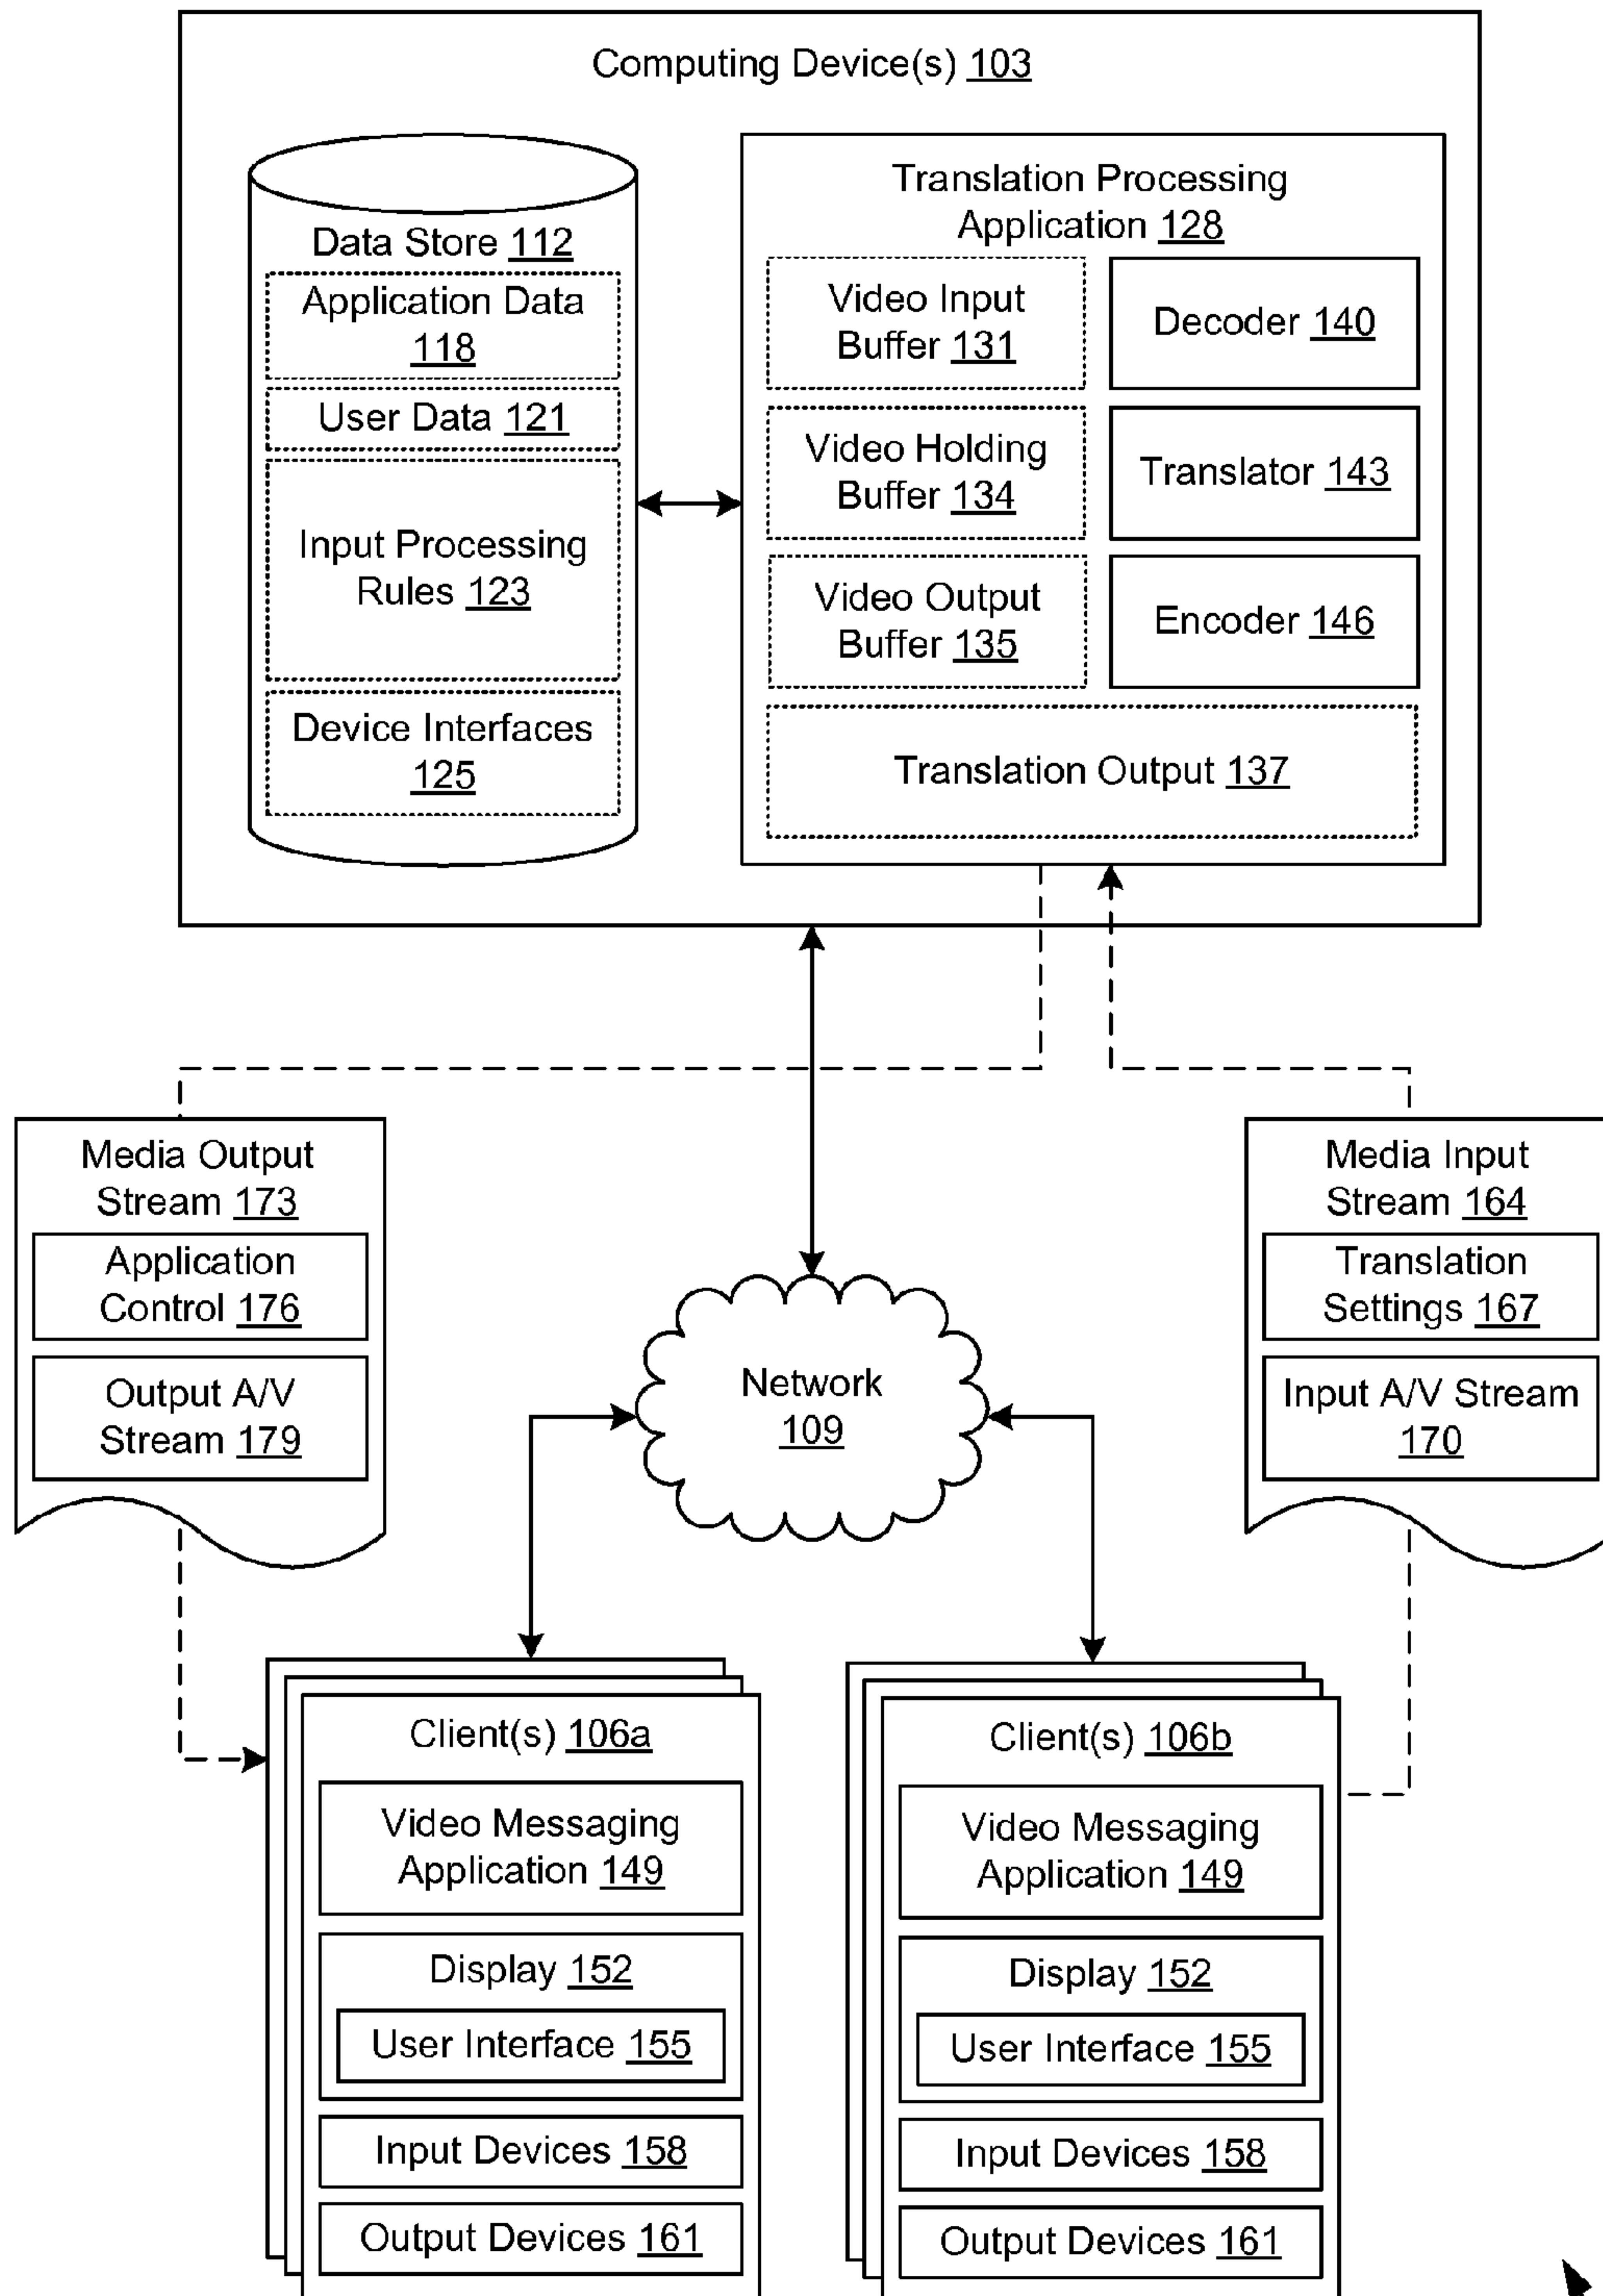 Computing Device(s) 103
Data Store 112
Application Data
118
User Data 121
Input Processing
Rules 123
Device Interfaces
125
Translation Processing
Application 128
Video Input
Buffer 131
Decoder 140
Video Holding
Buffer 134
Translator 143
Video Output
Buffer 135
Encoder 146
Translation Output 137
Media Output
Stream 173
Application
Control 176
Output A/V
Stream 179
Network
109
Media Input
Stream 164
Translation
Settings 167
Input A/V Stream
170
Client(s) 106a
Video Messaging
Application 149
Display 152
User Interface 155
Input Devices 158
Output Devices 161
Client(s) 106b
Video Messaging
Application 149
Display 152
User Interface 155
Input Devices 158
Output Devices 161